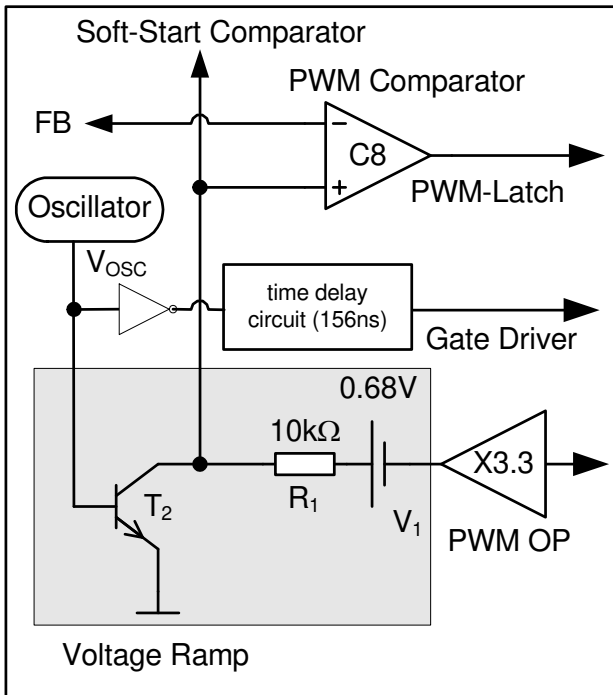 Soft-Start Comparator
PWM Comparator
FB
C8
PWM-Latch
Oscillator
VOSC
time delay
circuit (156ns)
Gate Driver
0.68V
10kΩ
X3.3
T2
R1
V1
PWM OP
Voltage Ramp